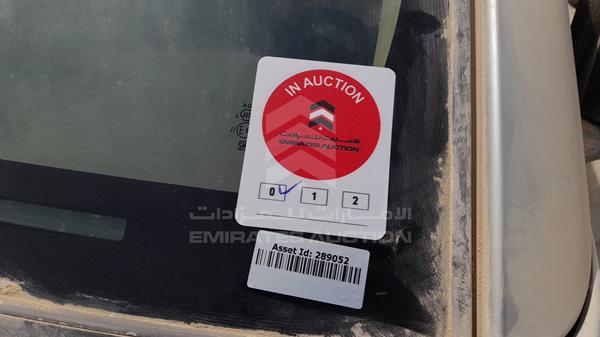 IN AUCTION
الإمارات للمزادات
EMIRATES AUCTION
0 1 2
الإمارات للمزادات
EMIRATES AUCTION
Asset Id: 289052